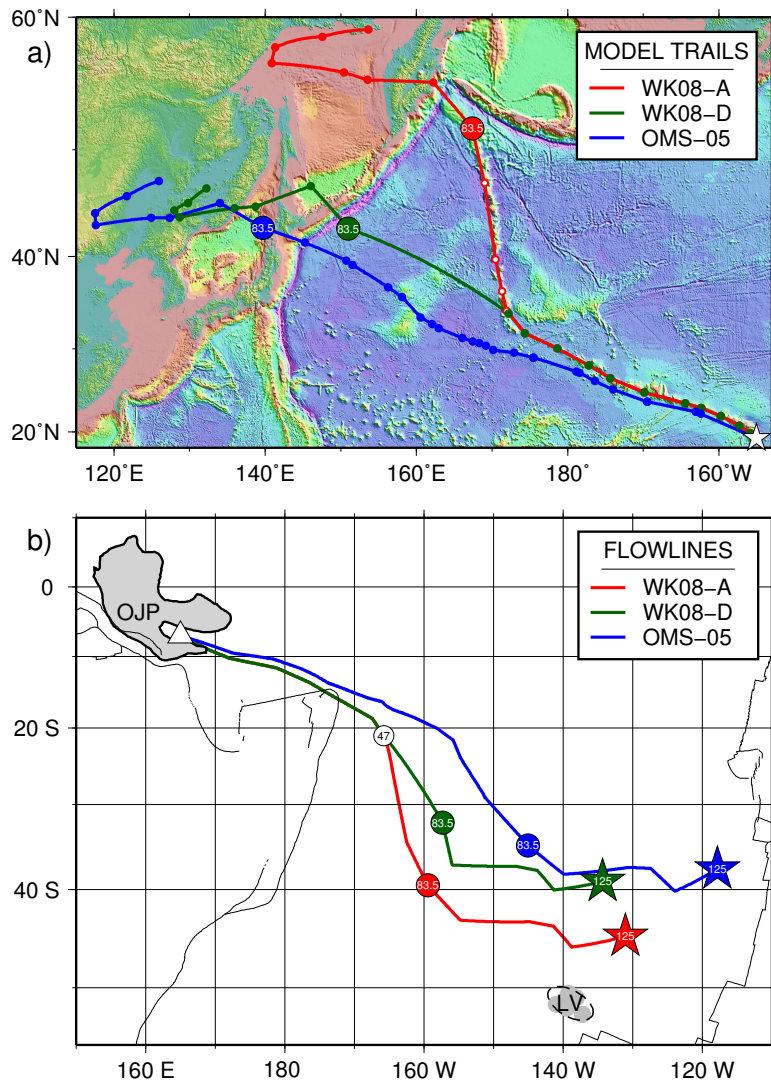 60°N
a)
MODEL TRAILS
WK08−A
WK08−D
OMS−05
83.5
83.5
83.5
40°N
20°N
120°E 140°E 160°E 180° 160°W
b)
FLOWLINES
WK08−A
WK08−D
OMS−05
0
OJP
20 S
47
83.5
83.5
83.5
125
125
40 S
125
LV
160 E 180 160 W 140 W 120 W